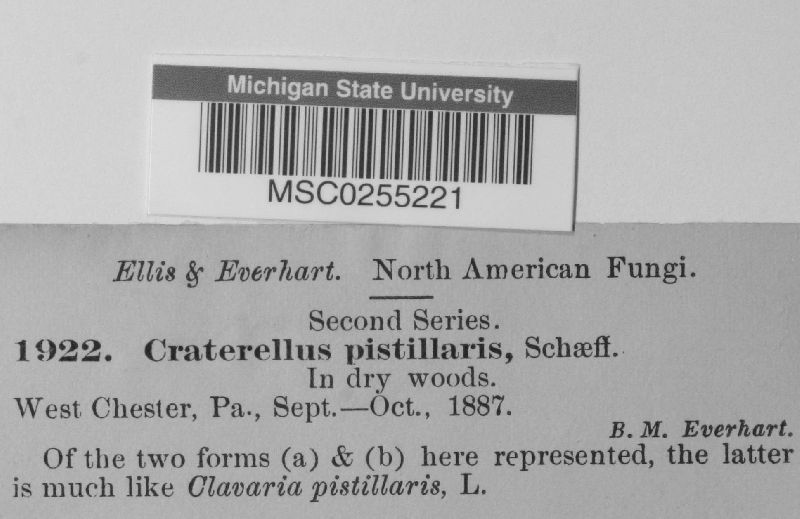 Michigan State University
MSC0255221
Ellis & Everhart. North American Fungi.
Second Series.
1922. Craterellus pistillaris, Schæff.
In dry woods.
West Chester, Pa., Sept.—Oct., 1887.
B. M. Everhart.
Of the two forms (a) & (b) here represented, the latter
is much like Clavaria pistillaris, L.